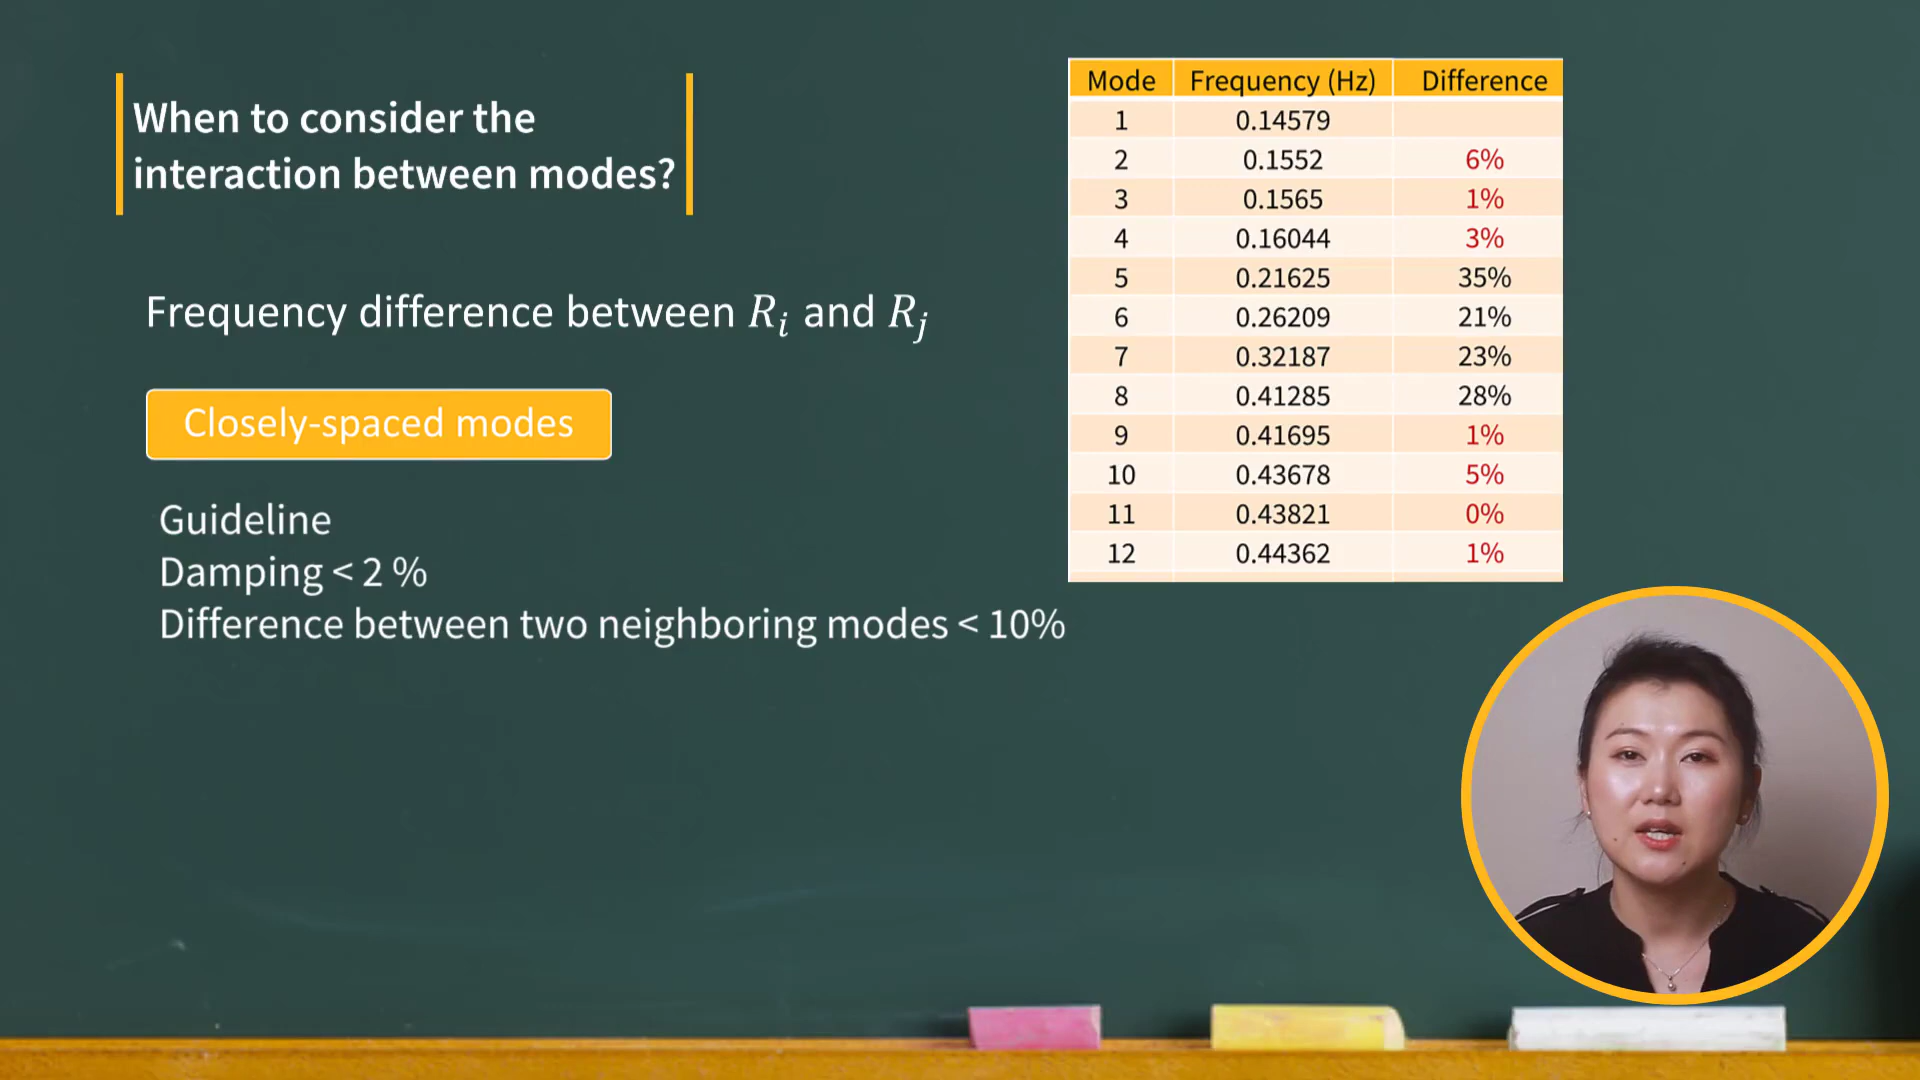 When to consider the
interaction between modes?
Frequency difference between R_i and R_j
Closely-spaced modes
Guideline
Damping < 2 %
Difference between two neighboring modes < 10%
Mode Frequency (Hz) Difference
1 0.14579
2 0.1552 6%
3 0.1565 1%
4 0.16044 3%
5 0.21625 35%
6 0.26209 21%
7 0.32187 23%
8 0.41285 28%
9 0.41695 1%
10 0.43678 5%
11 0.43821 0%
12 0.44362 1%